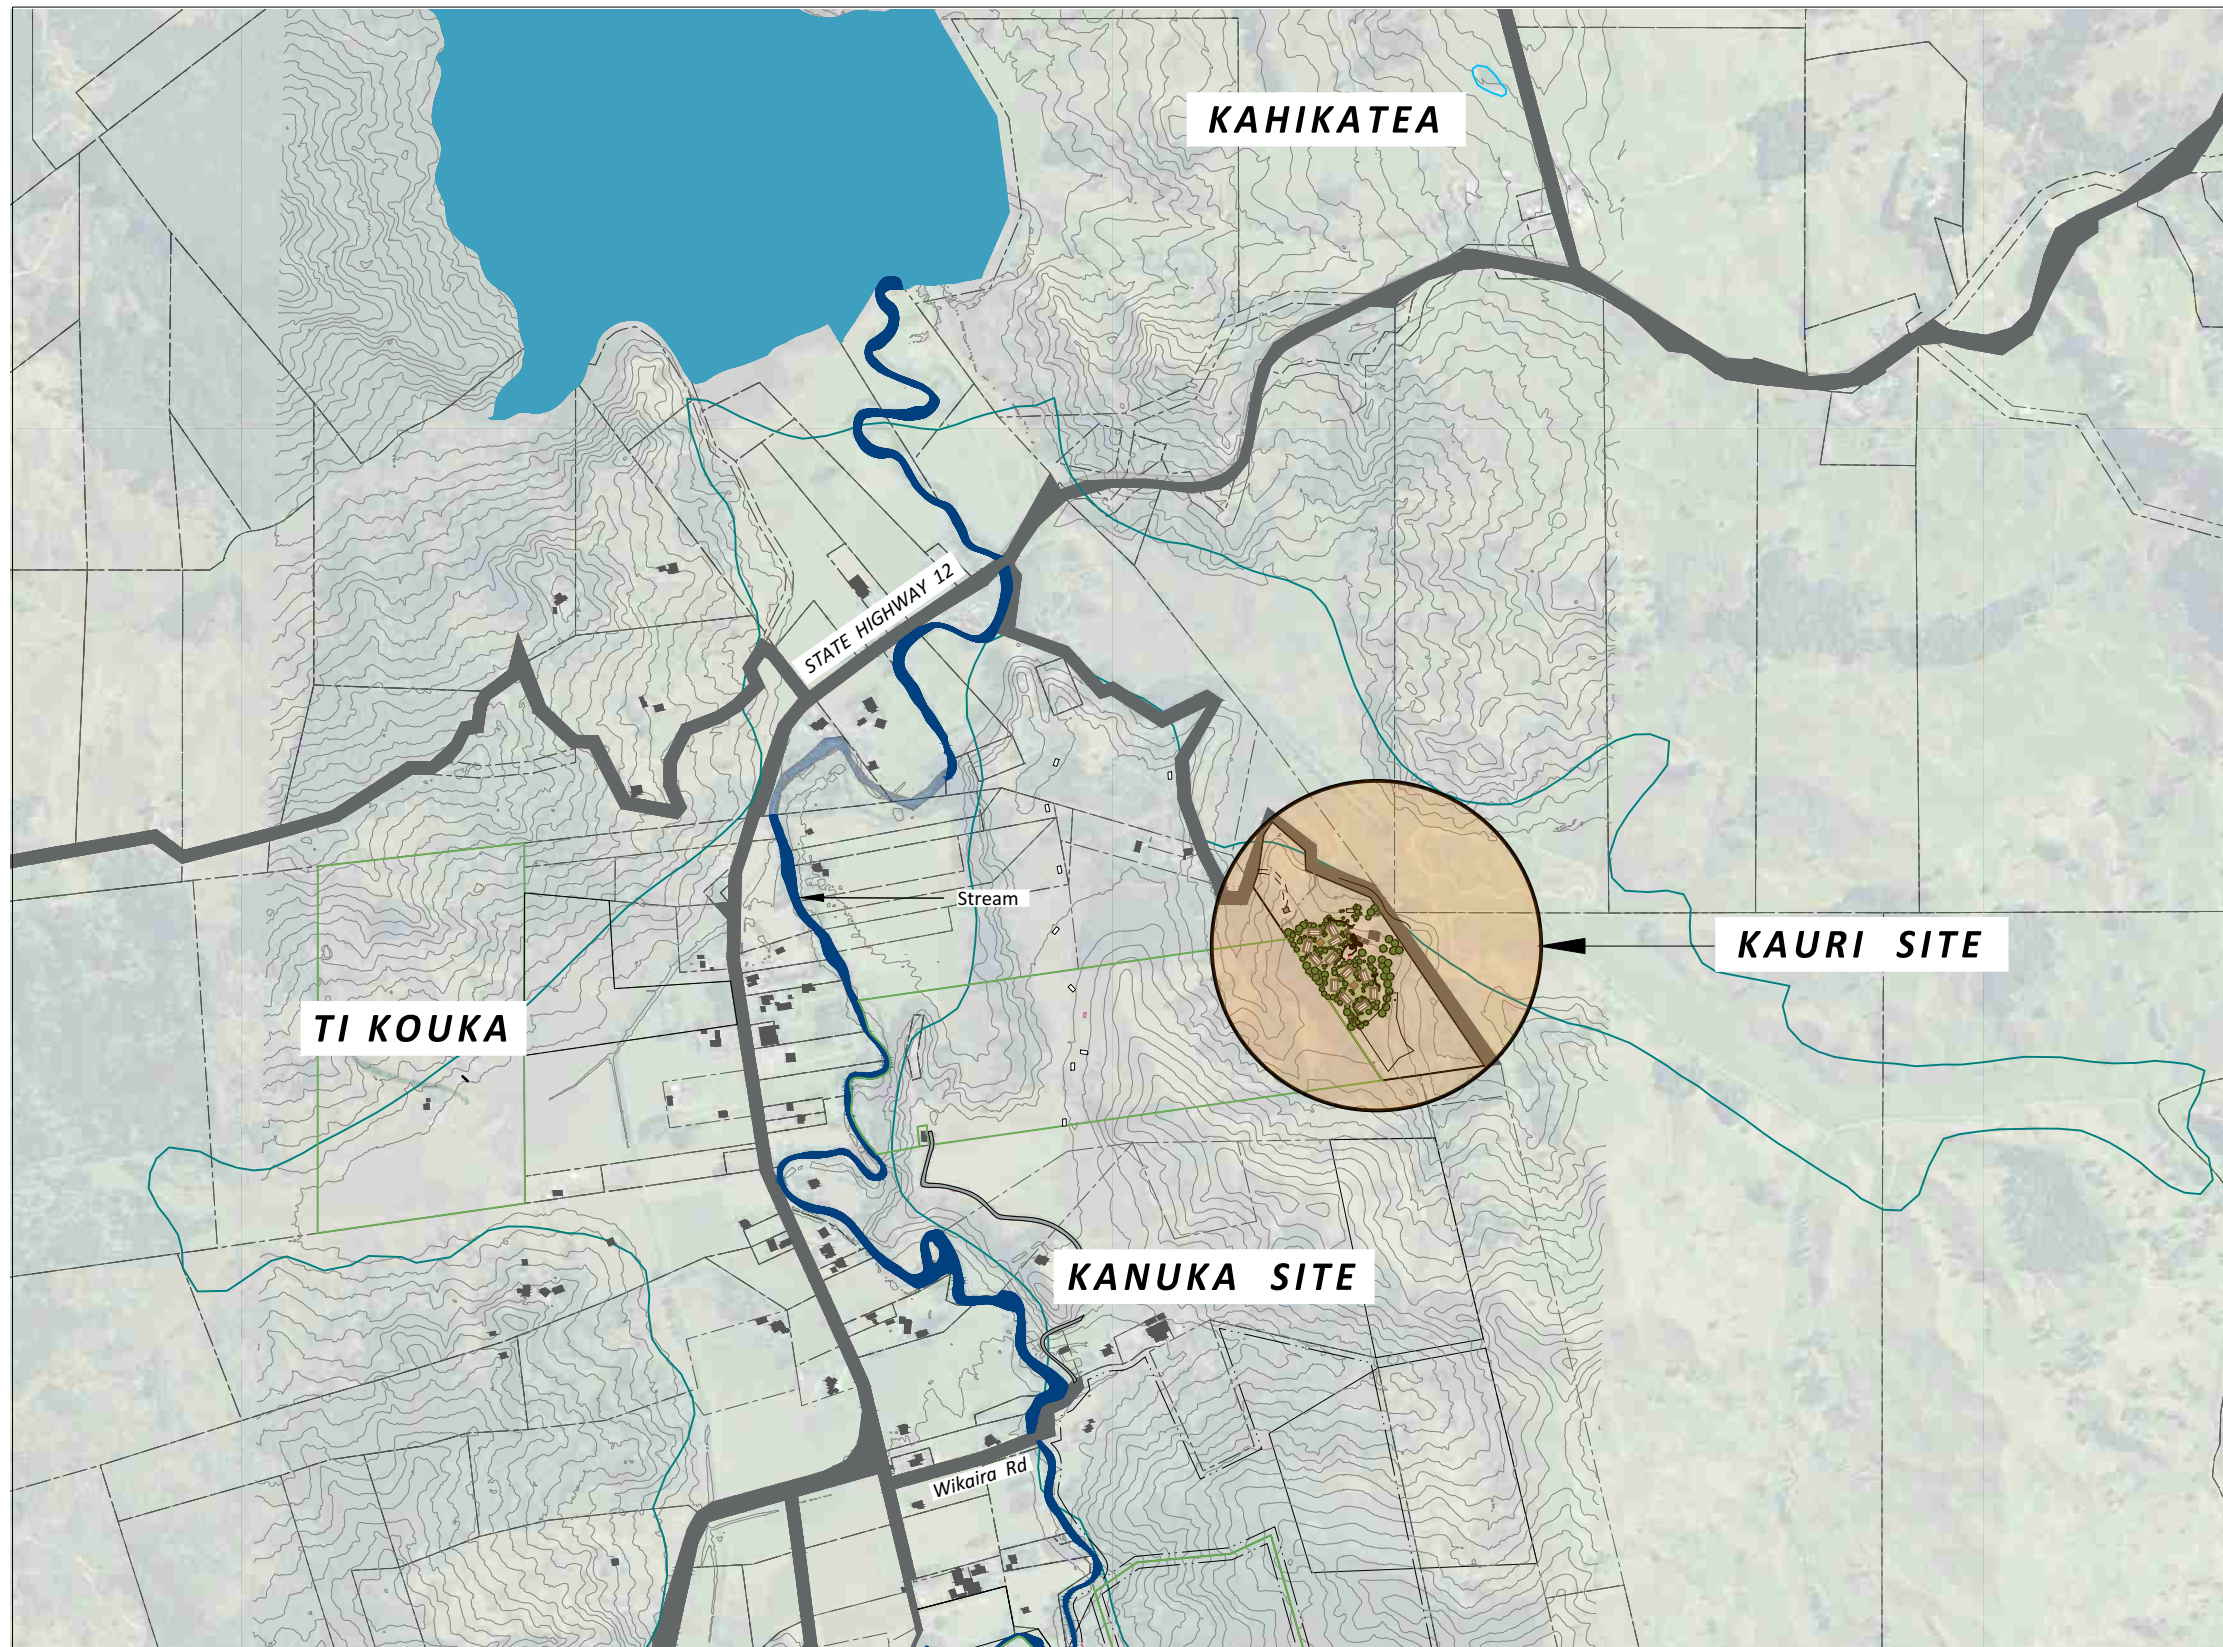 KAHIKATEA
STATE HIGHWAY 12
Stream
KAURI SITE
TI KOUKA
KANUKA SITE
Wikaira Rd